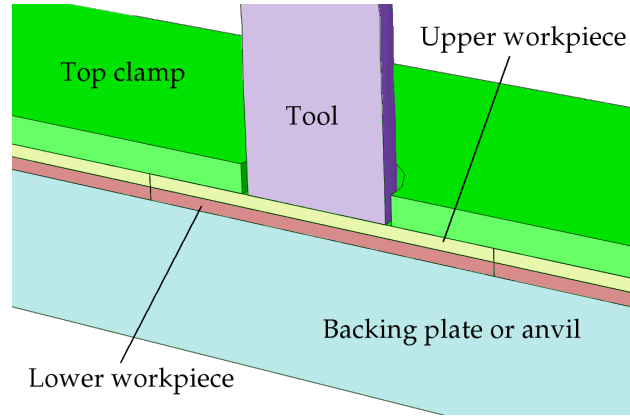 Upper workpiece
Top clamp
Tool
Backing plate or anvil
Lower workpiece